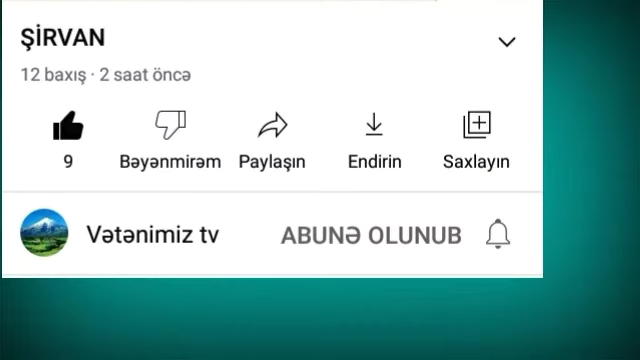 ŞİRVAN
12 baxış · 2 saat öncə
9 Bəyənmirəm Paylaşın Endirin Saxlayın
Vətənimiz tv ABUNƏ OLUNUB